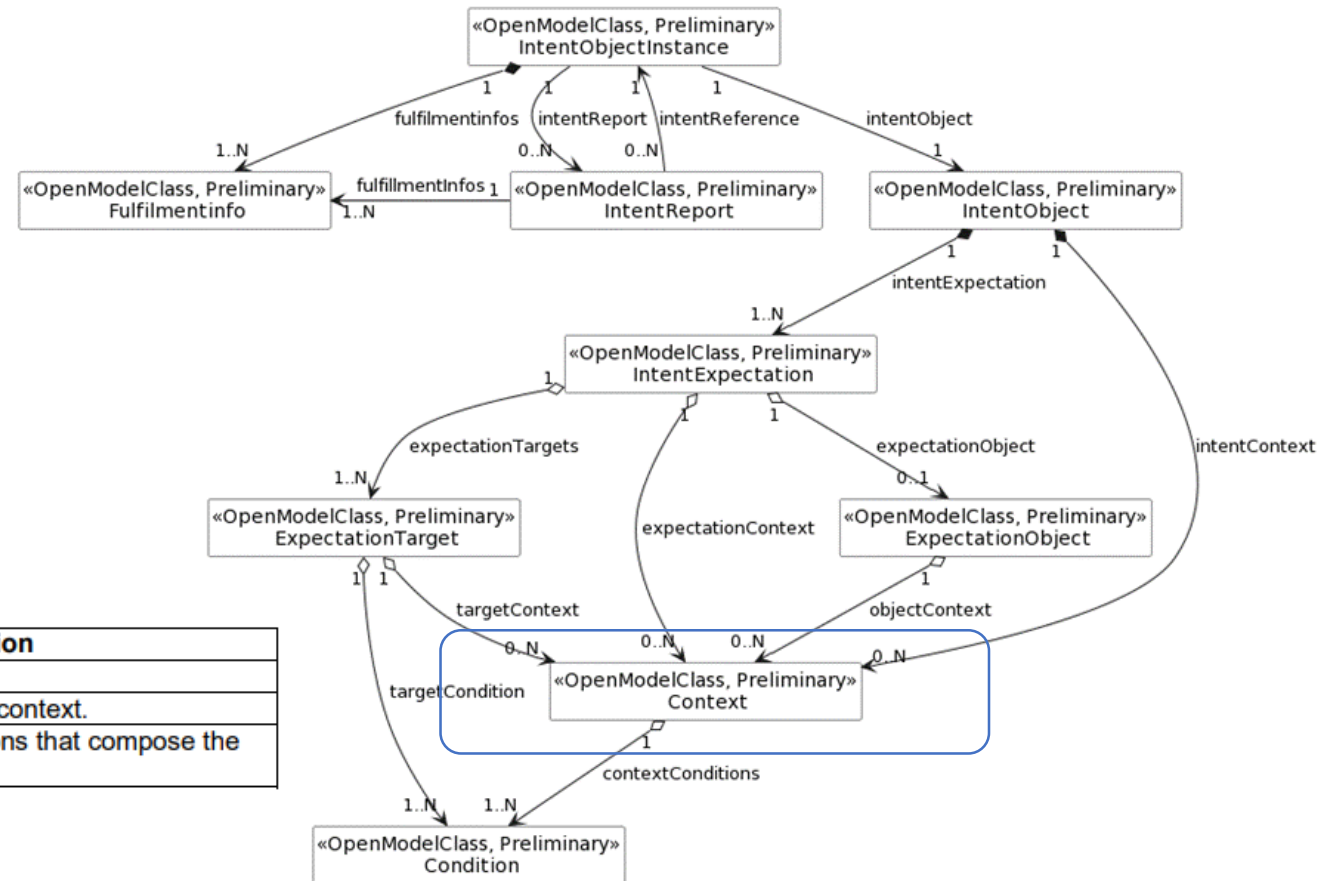 «OpenModelClass, Preliminary»
IntentObjectInstance
1
1
1
1
fulfilmentinfos
intentReport
intentReference
intentObject
1..N
0..N
0..N
1
«OpenModelClass, Preliminary»
Fulfilmentinfo
fulfillmentInfos
1
1..N
«OpenModelClass, Preliminary»
IntentReport
«OpenModelClass, Preliminary»
IntentObject
1
1
intentExpectation
1..N
«OpenModelClass, Preliminary»
IntentExpectation
1
1
1
expectationTargets
expectationObject
intentContext
1..N
0..1
«OpenModelClass, Preliminary»
ExpectationTarget
expectationContext
«OpenModelClass, Preliminary»
ExpectationObject
1
1
1
targetContext
objectContext
0..N
0..N
0..N
0..N
ion
context.
ns that compose the
targetCondition
«OpenModelClass, Preliminary»
Context
1
contextConditions
1..N
1..N
«OpenModelClass, Preliminary»
Condition